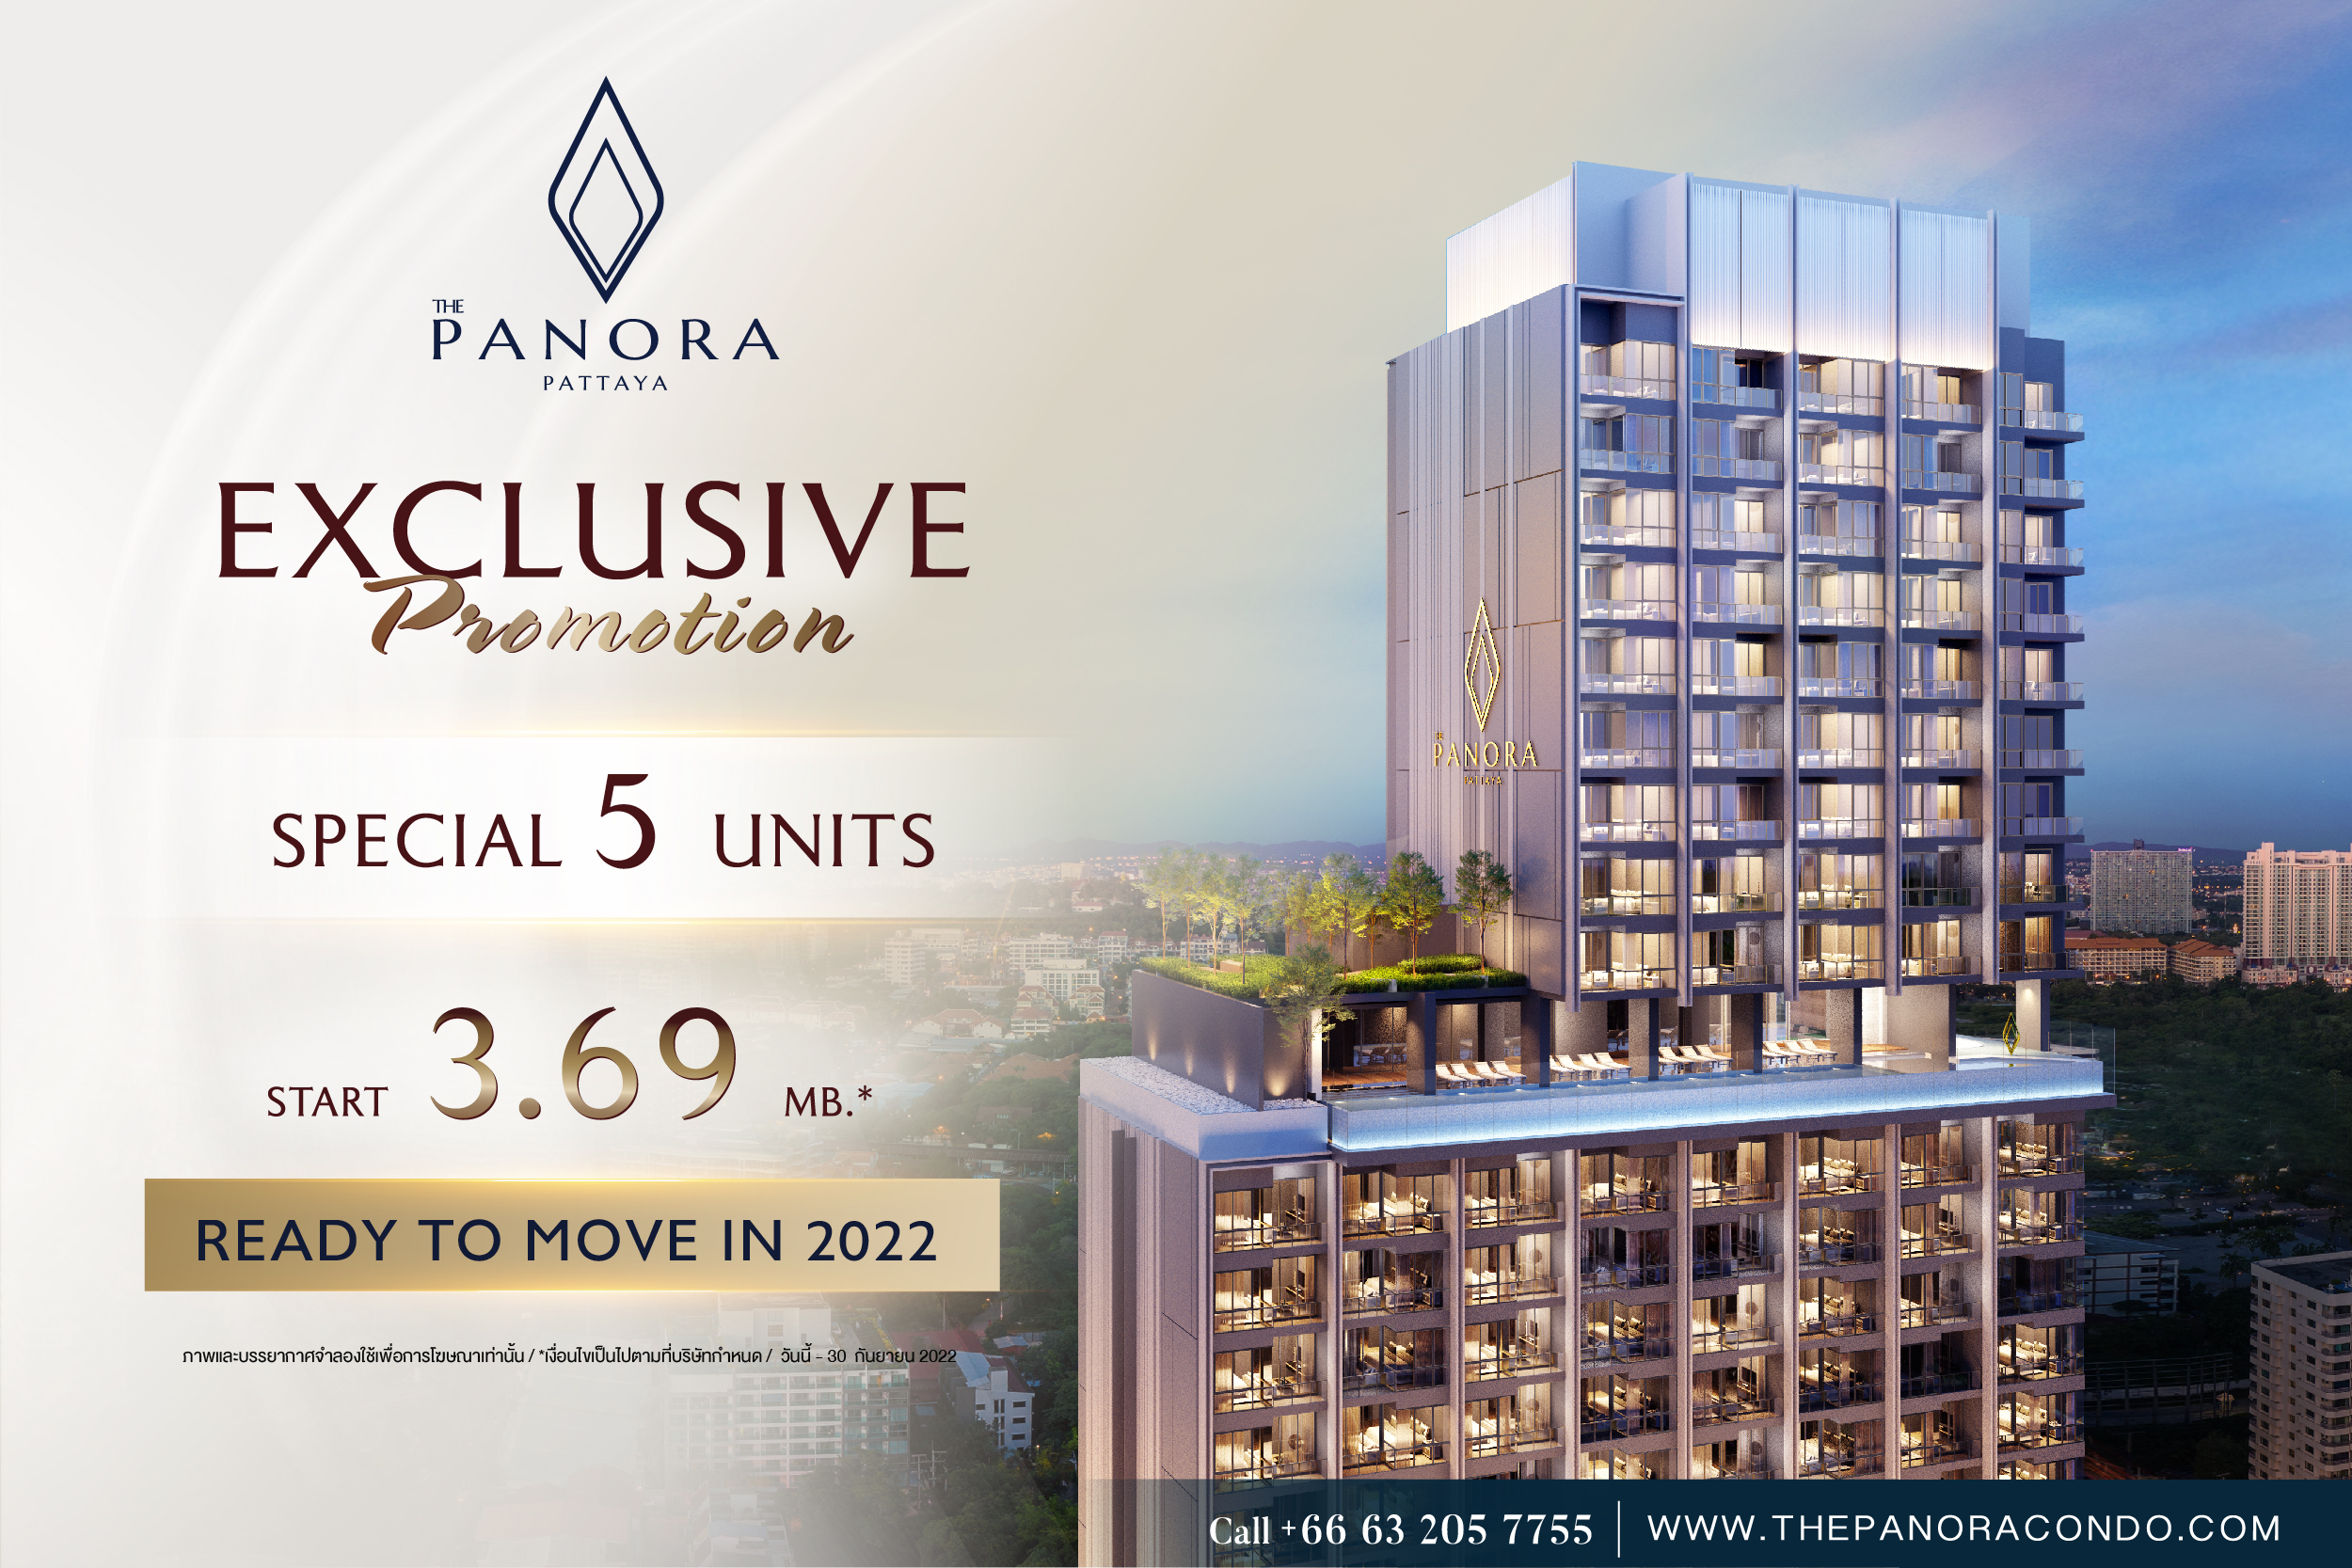 THE
PANORA
PATTAYA
EXCLUSIVE
Promotion
SPECIAL 5 UNITS
START 3.69 MB.*
READY TO MOVE IN 2022
ภาพและบรรยากาศจำลองใช้เพื่อการโฆษณาเท่านั้น / *เงื่อนไขเป็นไปตามที่บริษัทกำหนด / วันนี้ - 30 กันยายน 2022
THE
PANORA
PATTAYA
Call +66 63 205 7755 | WWW.THEPANORACONDO.COM